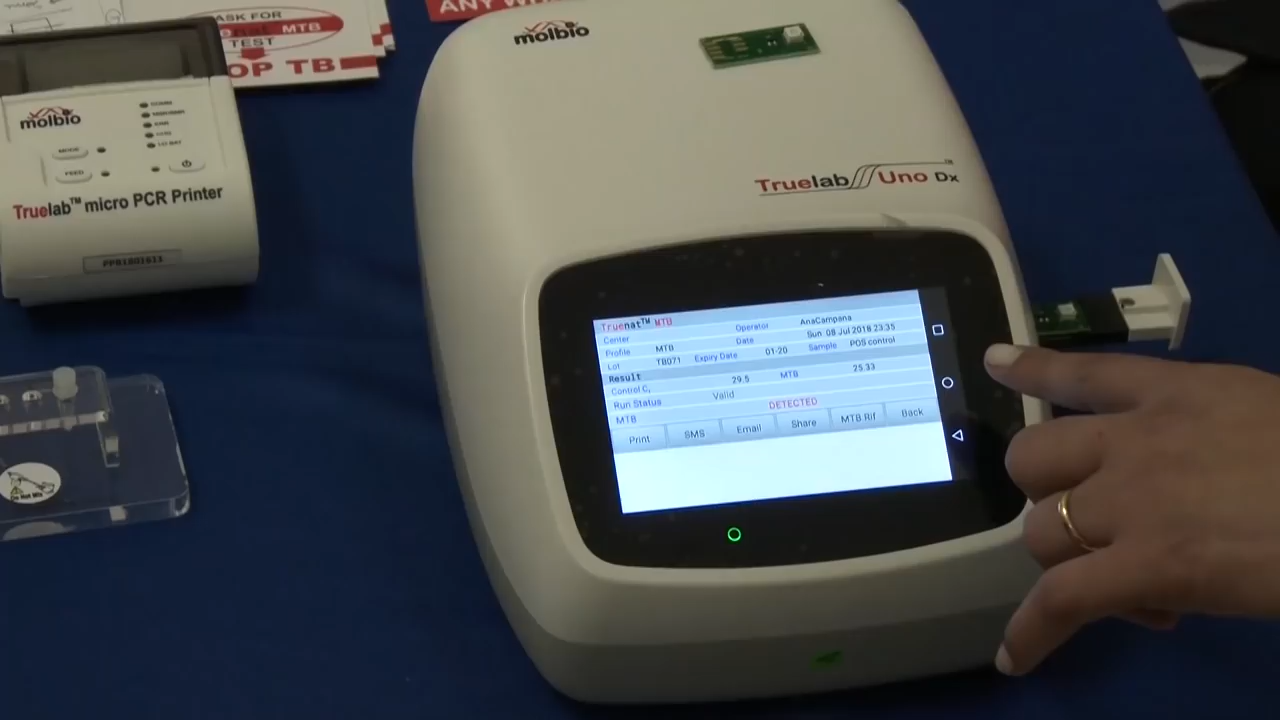 ASK FOR
MTB
TEST
OP TB
molbio
MODE
FEED
Truelab™ micro PCR Printer
PPR1801611
molbio
Truelab Uno Dx™
Truenat™ MTB
Center Operator AnaCampana
Profile MTB Date Sun 08 Jul 2018 23:35
Lot TB071 Expiry Date 01-20 Sample POS control
Result
Control Ct 29.5 MTB 25.33
Run Status Valid
MTB DETECTED
Print SMS Email Share MTB Rif Back